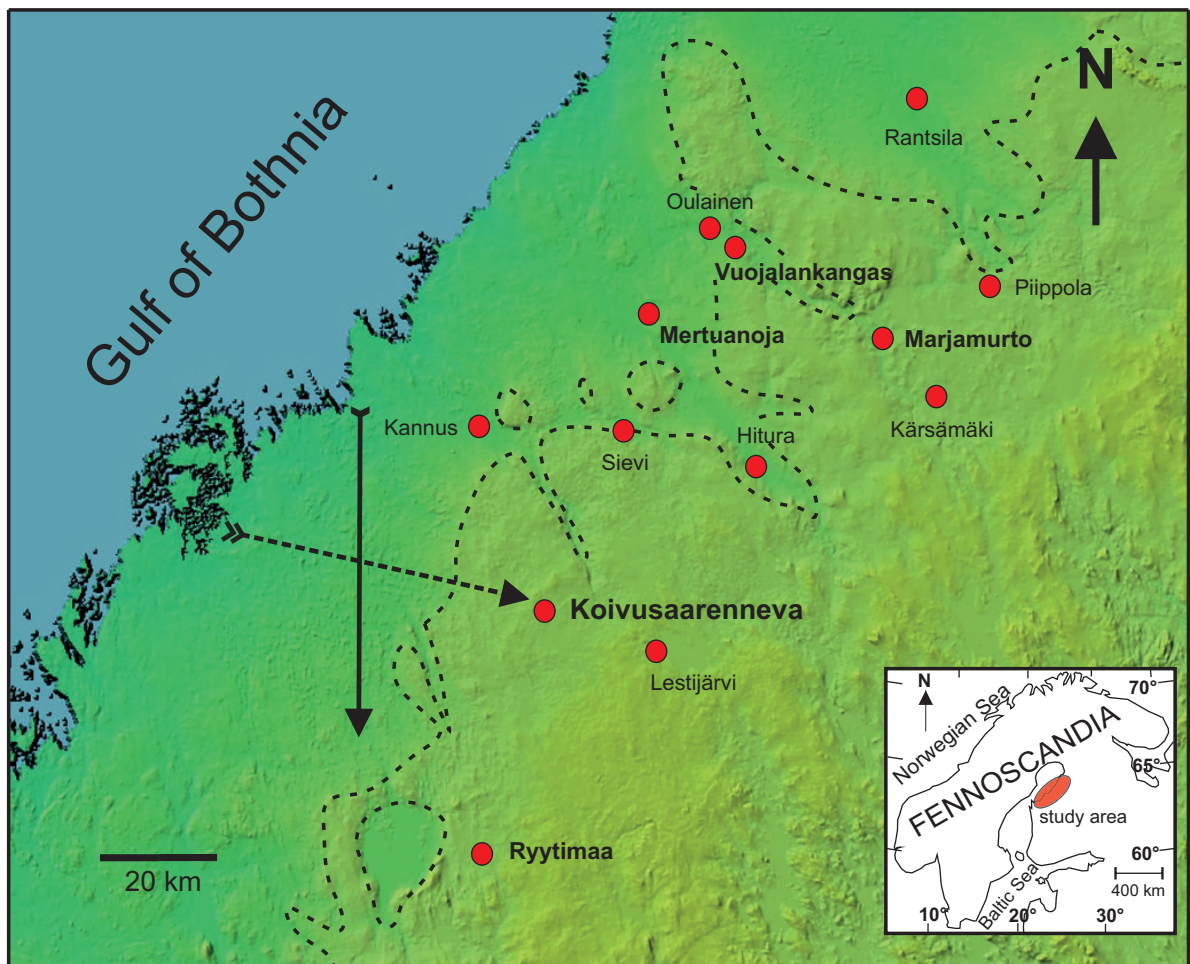 N
Rantsila
Gulf of Bothnia
Oulainen
Vuojalankangas
Piippola
Mertuanoja
Marjamurto
Kannus
Sievi
Hitura
Kärsämäki
Koivusaarenneva
Lestijärvi
Ryytimaa
20 km
N
70°
Norwegian Sea
FENNOSCANDIA
65°
study area
60°
Baltic Sea
400 km
10°
20°
30°